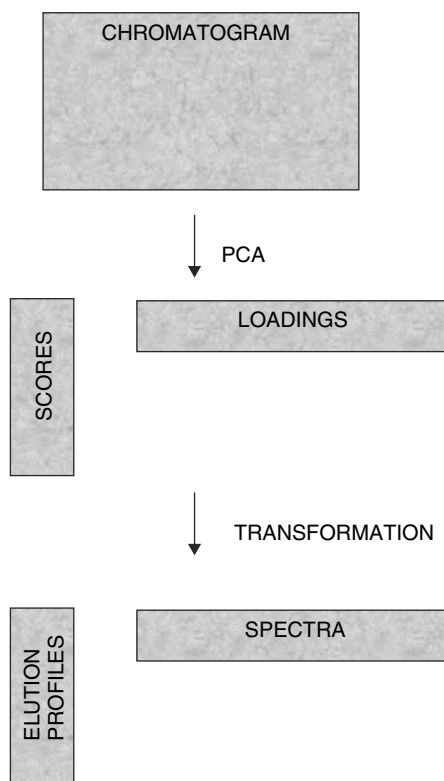 CHROMATOGRAM
PCA
SCORES
LOADINGS
TRANSFORMATION
ELUTION
PROFILES
SPECTRA